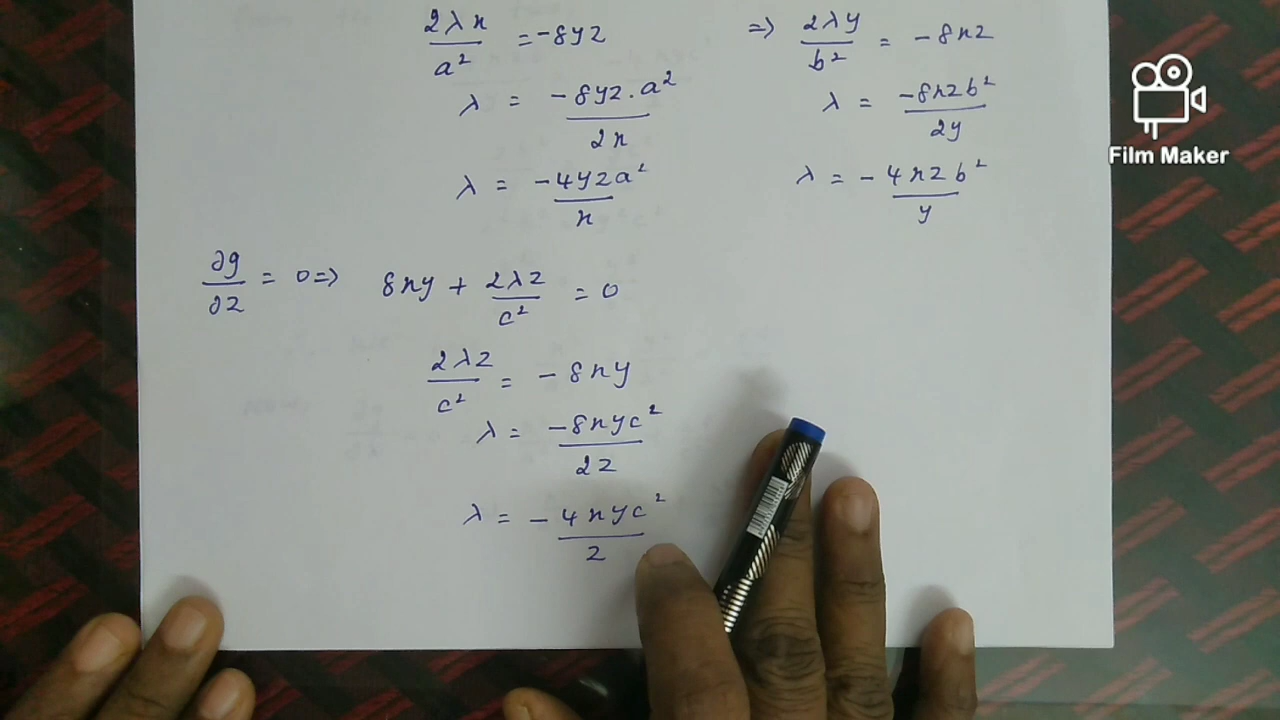 2λx/a² = -8yz
λ = -8yz.a²/2x
λ = -4yza²/x
=> 2λy/b² = -8xz
λ = -8xzb²/2y
λ = -4xzb²/y
∂g/∂z = 0 => 8xy + 2λz/c² = 0
2λz/c² = -8xy
λ = -8xyc²/2z
λ = -4xyc²/z
Film Maker